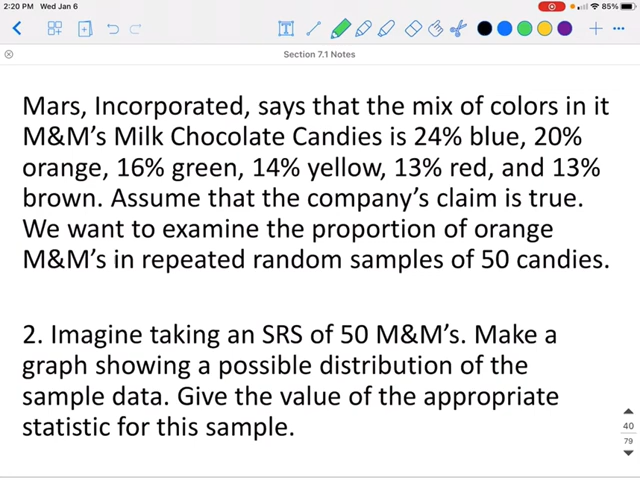 2:20 PM Wed Jan 6
85%
Section 7.1 Notes
Mars, Incorporated, says that the mix of colors in it
M&M's Milk Chocolate Candies is 24% blue, 20%
orange, 16% green, 14% yellow, 13% red, and 13%
brown. Assume that the company's claim is true.
We want to examine the proportion of orange
M&M's in repeated random samples of 50 candies.
2. Imagine taking an SRS of 50 M&M's. Make a
graph showing a possible distribution of the
sample data. Give the value of the appropriate
statistic for this sample.
40
79